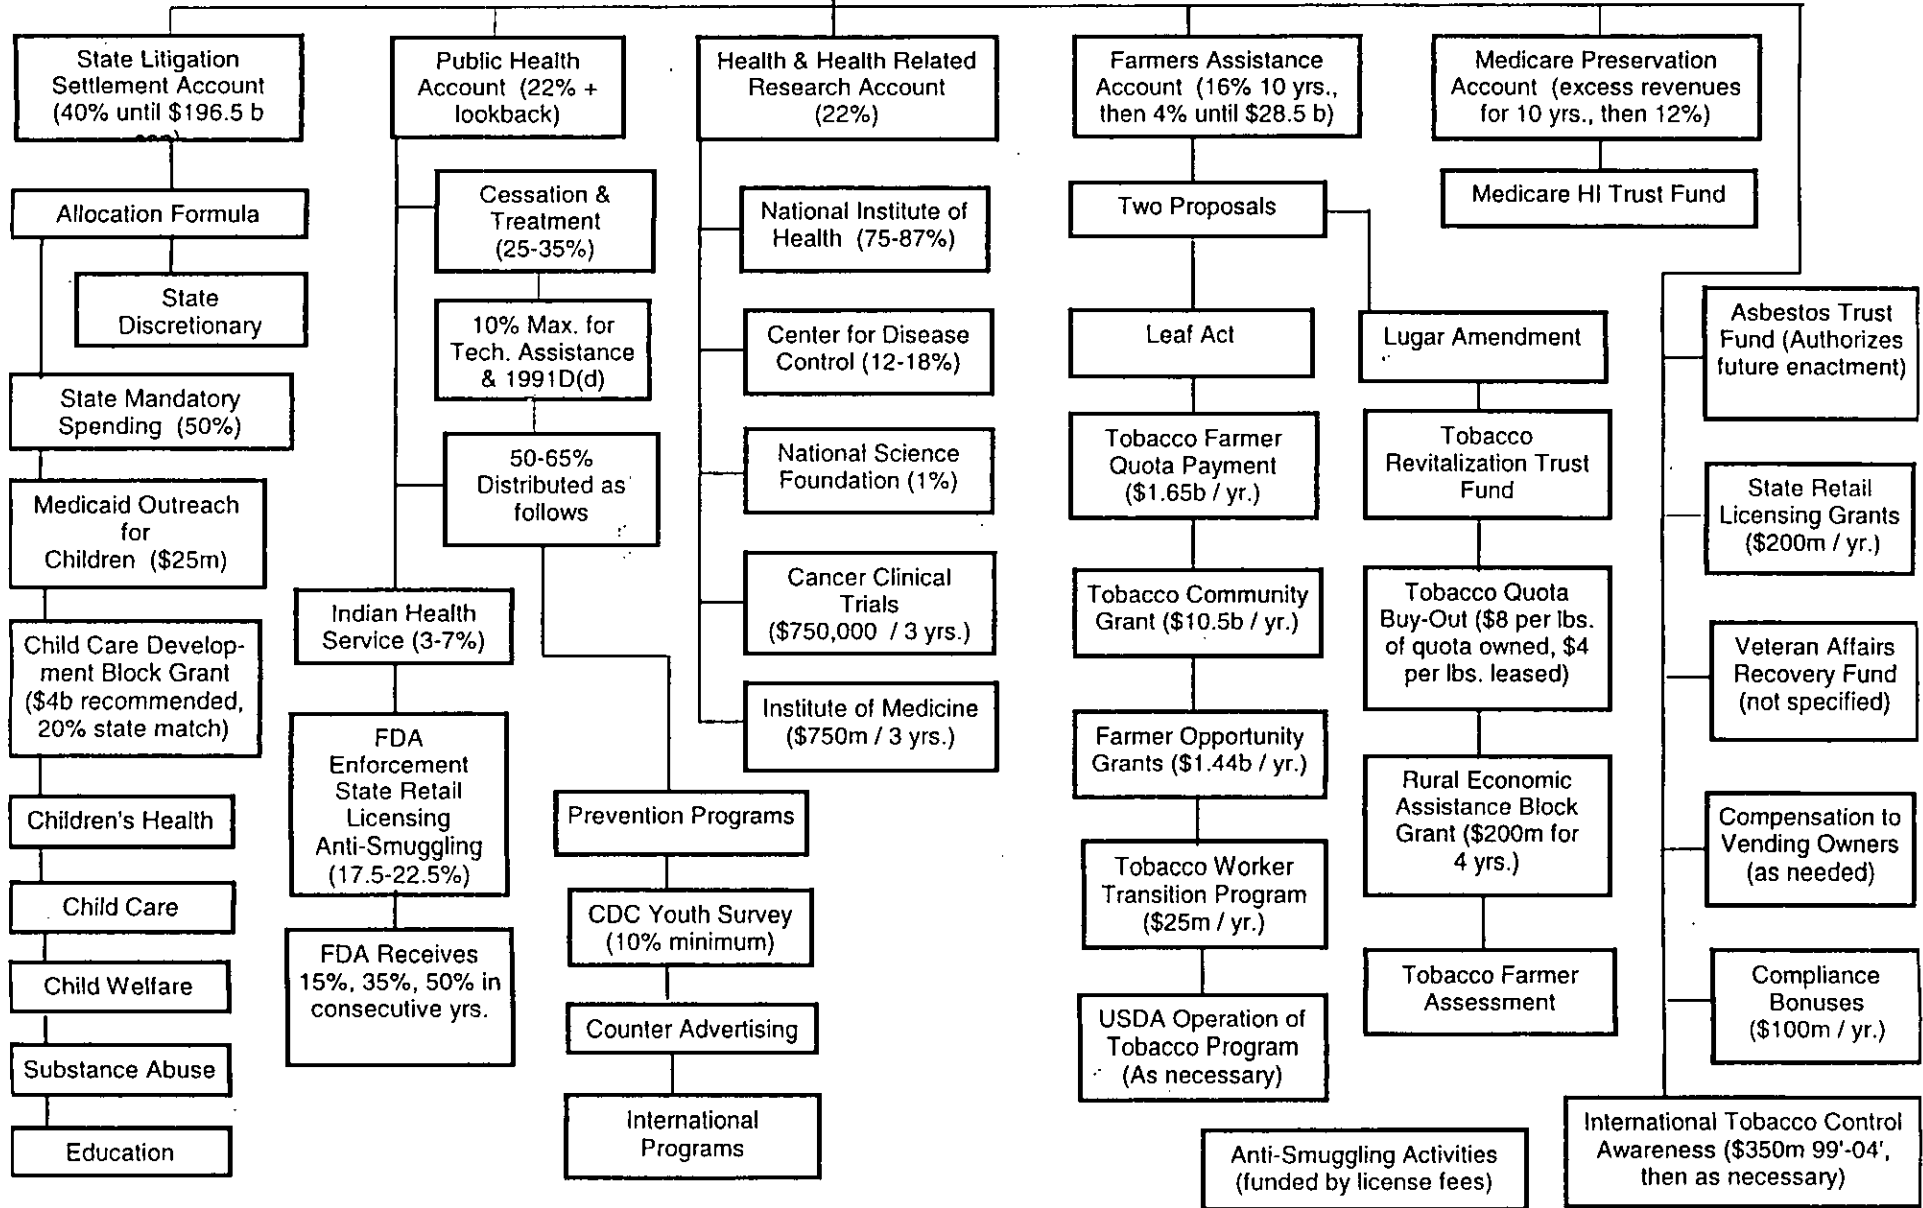 State Litigation
Settlement Account
(40% until $196.5 b
Allocation Formula
State
Discretionary
State Mandatory
Spending (50%)
Medicaid Outreach
for
Children ($25m)
Child Care Develop-
ment Block Grant
($4b recommended,
20% state match)
Children's Health
Child Care
Child Welfare
Substance Abuse
Education
Public Health
Account (22% +
lookback)
Cessation &
Treatment
(25-35%)
10% Max. for
Tech. Assistance
& 1991D(d)
50-65%
Distributed as
follows
Indian Health
Service (3-7%)
FDA
Enforcement
State Retail
Licensing
Anti-Smuggling
(17.5-22.5%)
FDA Receives
15%, 35%, 50% in
consecutive yrs.
Prevention Programs
CDC Youth Survey
(10% minimum)
Counter Advertising
International
Programs
Health & Health Related
Research Account
(22%)
National Institute of
Health (75-87%)
Center for Disease
Control (12-18%)
National Science
Foundation (1%)
Cancer Clinical
Trials
($750,000 / 3 yrs.)
Institute of Medicine
($750m / 3 yrs.)
Farmers Assistance
Account (16% 10 yrs.,
then 4% until $28.5 b)
Two Proposals
Leaf Act
Tobacco Farmer
Quota Payment
($1.65b / yr.)
Tobacco Community
Grant ($10.5b / yr.)
Farmer Opportunity
Grants ($1.44b / yr.)
Tobacco Worker
Transition Program
($25m / yr.)
USDA Operation of
Tobacco Program
(As necessary)
Lugar Amendment
Tobacco
Revitalization Trust
Fund
Tobacco Quota
Buy-Out ($8 per lbs.
of quota owned, $4
per lbs. leased)
Rural Economic
Assistance Block
Grant ($200m for
4 yrs.)
Tobacco Farmer
Assessment
Medicare Preservation
Account (excess revenues
for 10 yrs., then 12%)
Medicare HI Trust Fund
Asbestos Trust
Fund (Authorizes
future enactment)
State Retail
Licensing Grants
($200m / yr.)
Veteran Affairs
Recovery Fund
(not specified)
Compensation to
Vending Owners
(as needed)
Compliance
Bonuses
($100m / yr.)
International Tobacco Control
Awareness ($350m 99'-04',
then as necessary)
Anti-Smuggling Activities
(funded by license fees)